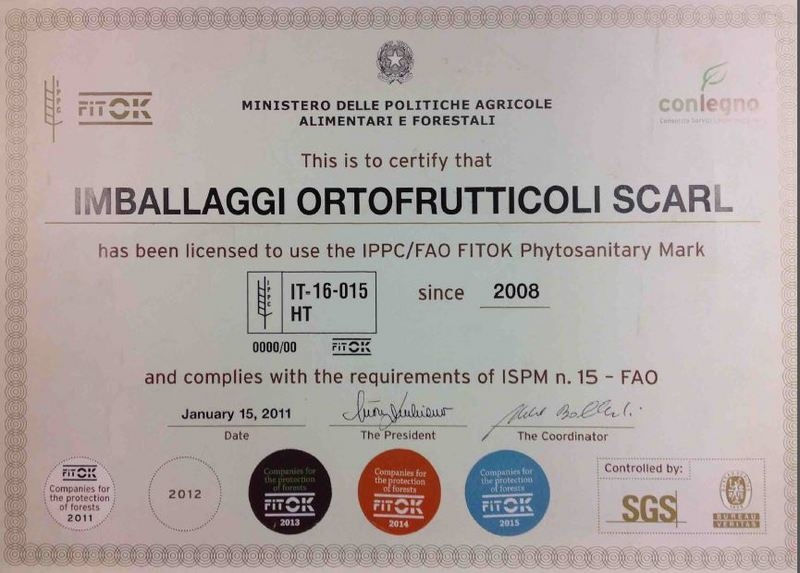 IPPC
FITOK
MINISTERO DELLE POLITICHE AGRICOLE
ALIMENTARI E FORESTALI
conlegno
This is to certify that
IMBALLAGGI ORTOFRUTTICOLI SCARL
has been licensed to use the IPPC/FAO FITOK Phytosanitary Mark
IPPC
IT-16-015
HT
since 2008
0000/00 FITOK
and complies with the requirements of ISPM n. 15 - FAO
January 15, 2011
Date
The President
The Coordinator
FITOK
Companies for
the protection
of forests
2011
2012
Companies for
the protection
of forests
FITOK
2013
Companies for
the protection
of forests
FITOK
2014
Companies for
the protection
of forests
FITOK
2015
Controlled by:
SGS
BUREAU
VERITAS